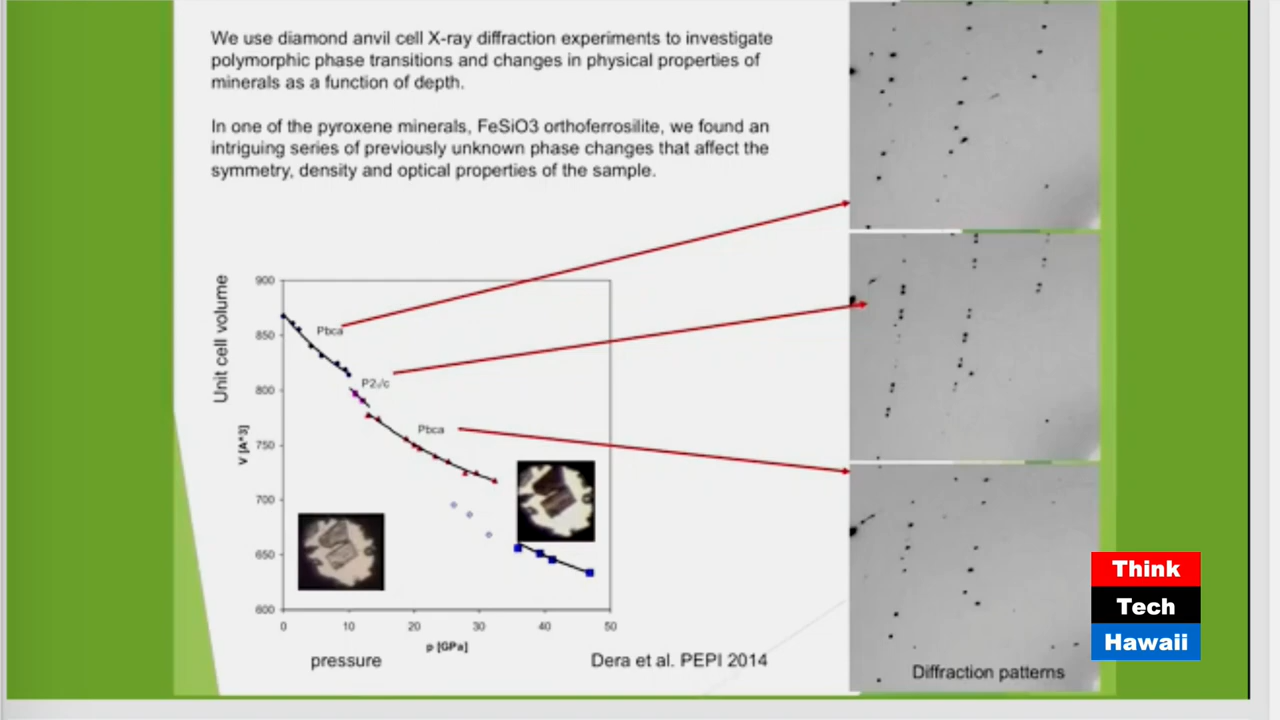 We use diamond anvil cell X-ray diffraction experiments to investigate
polymorphic phase transitions and changes in physical properties of
minerals as a function of depth.
In one of the pyroxene minerals, FeSiO3 orthoferrosilite, we found an
intriguing series of previously unknown phase changes that affect the
symmetry, density and optical properties of the sample.
Unit cell volume
V [A^3]
900
850
800
750
700
650
600
Pbca
P2₁/c
Pbca
0
10
20
30
40
50
p [GPa]
pressure
Dera et al. PEPI 2014
Diffraction patterns
Think
Tech
Hawaii